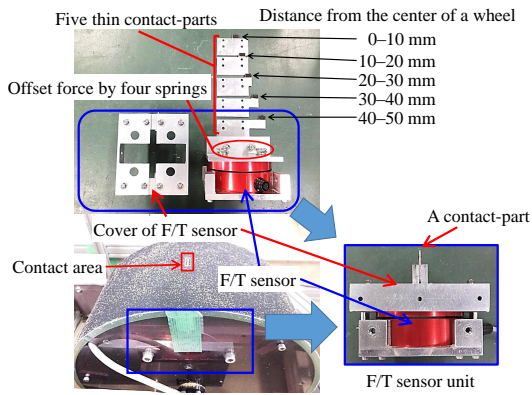 Distance from the center of a wheel
Five thin contact-parts
0–10 mm
10–20 mm
20–30 mm
30–40 mm
40–50 mm
Offset force by four springs
Cover of F/T sensor
A contact-part
Contact area
F/T sensor
F/T sensor unit